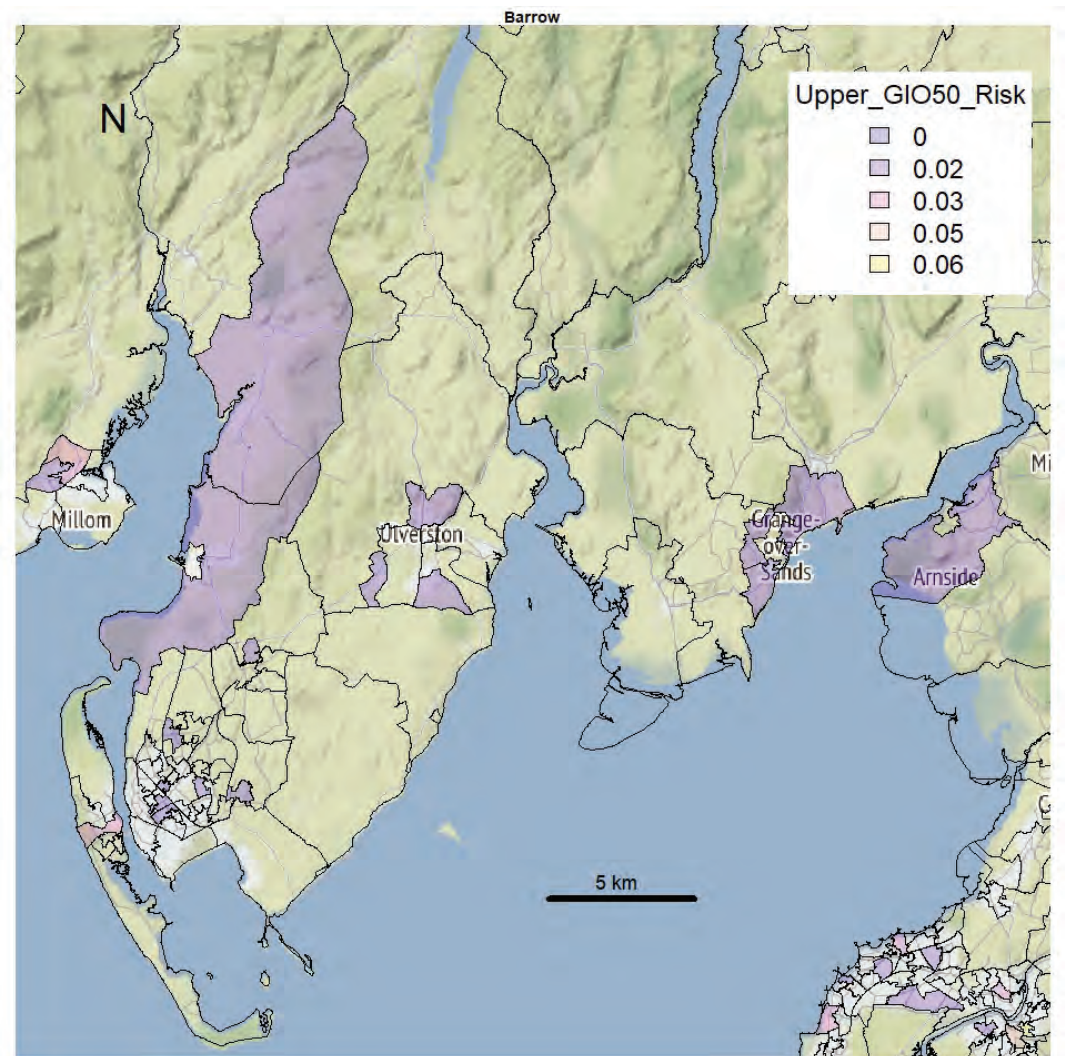 Barrow
N
Upper_GIO50_Risk
0
0.02
0.03
0.05
0.06
Mi
Millom
Ulverston
Grange-
over-
Sands
Arnside
C
5 km